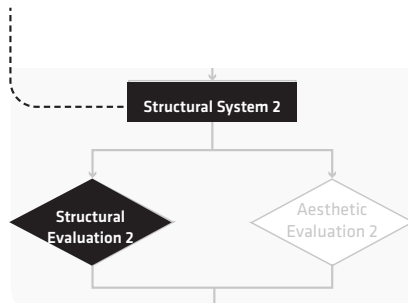 Structural System 2
Structural
Evaluation 2
Aesthetic
Evaluation 2